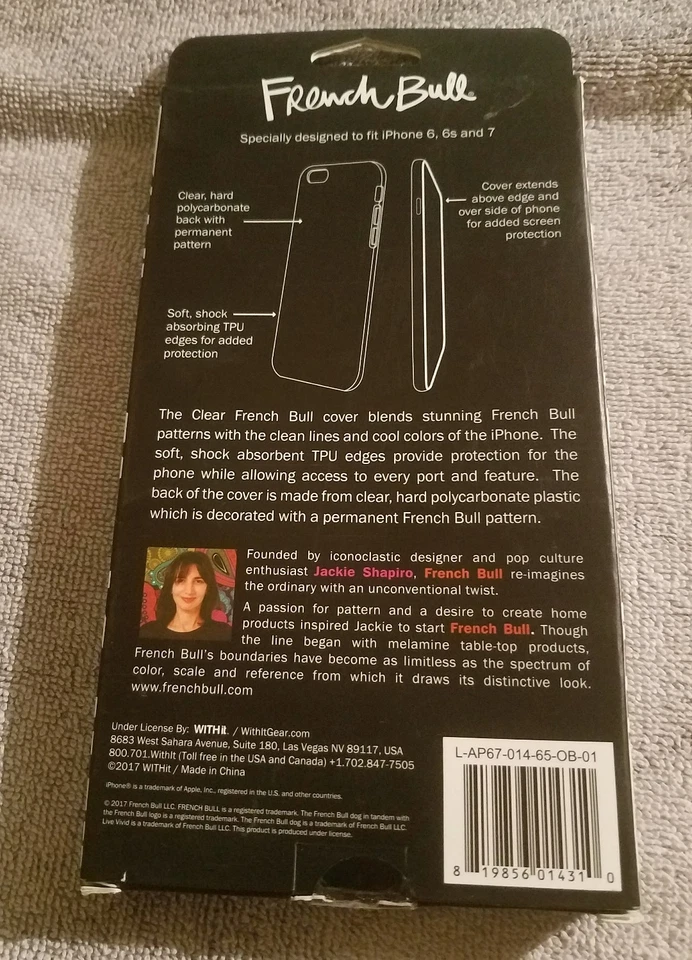 French Bull®
Specially designed to fit iPhone 6, 6s and 7
Clear, hard
polycarbonate
back with
permanent
pattern
Cover extends
above edge and
over side of phone
for added screen
protection
Soft, shock
absorbing TPU
edges for added
protection
The Clear French Bull cover blends stunning French Bull
patterns with the clean lines and cool colors of the iPhone. The
soft, shock absorbent TPU edges provide protection for the
phone while allowing access to every port and feature. The
back of the cover is made from clear, hard polycarbonate plastic
which is decorated with a permanent French Bull pattern.
Founded by iconoclastic designer and pop culture
enthusiast Jackie Shapiro, French Bull re-imagines
the ordinary with an unconventional twist.
A passion for pattern and a desire to create home
products inspired Jackie to start French Bull. Though
the line began with melamine table-top products,
French Bull's boundaries have become as limitless as the spectrum of
color, scale and reference from which it draws its distinctive look.
www.frenchbull.com
Under License By: WITHit. / WithItGear.com
8683 West Sahara Avenue, Suite 180, Las Vegas NV 89117, USA
800.701.WithIt (Toll free in the USA and Canada) +1.702.847-7505
©2017 WITHit / Made in China
iPhone® is a trademark of Apple, Inc., registered in the U.S. and other countries.
© 2017 French Bull LLC. FRENCH BULL is a registered trademark. The French Bull dog in tandem with
the French Bull logo is a registered trademark. The French Bull dog is a trademark of French Bull LLC.
Live Vivid is a trademark of French Bull LLC. This product is produced under license.
L-AP67-014-65-OB-01
8 19856 01431 0